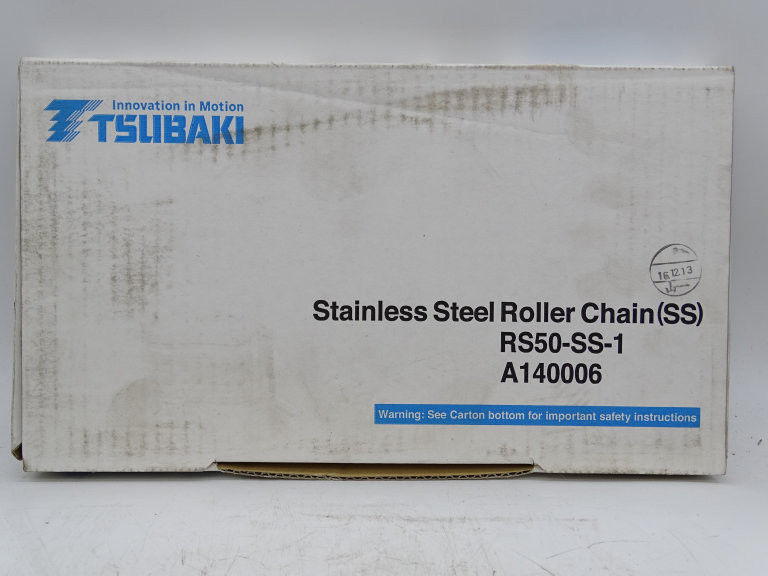 Innovation in Motion
TSUBAKI
16.12.13
Stainless Steel Roller Chain(SS)
RS50-SS-1
A140006
Warning: See Carton bottom for important safety instructions